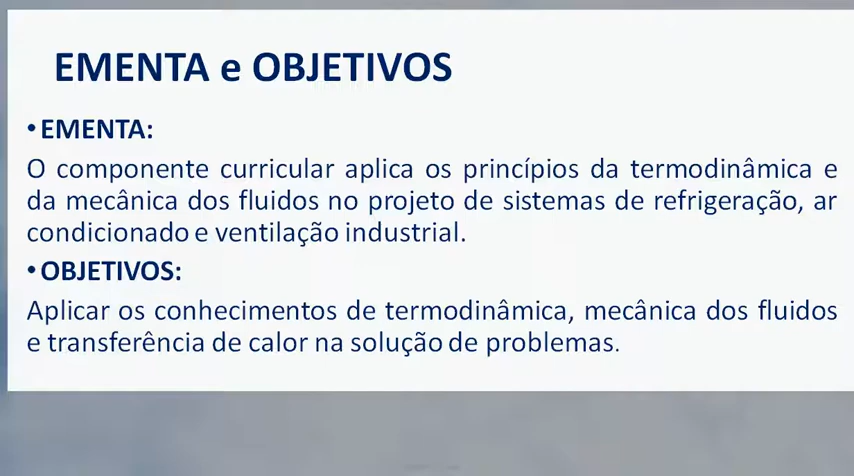 EMENTA e OBJETIVOS
•EMENTA:
O componente curricular aplica os princípios da termodinâmica e
da mecânica dos fluidos no projeto de sistemas de refrigeração, ar
condicionado e ventilação industrial.
•OBJETIVOS:
Aplicar os conhecimentos de termodinâmica, mecânica dos fluidos
e transferência de calor na solução de problemas.